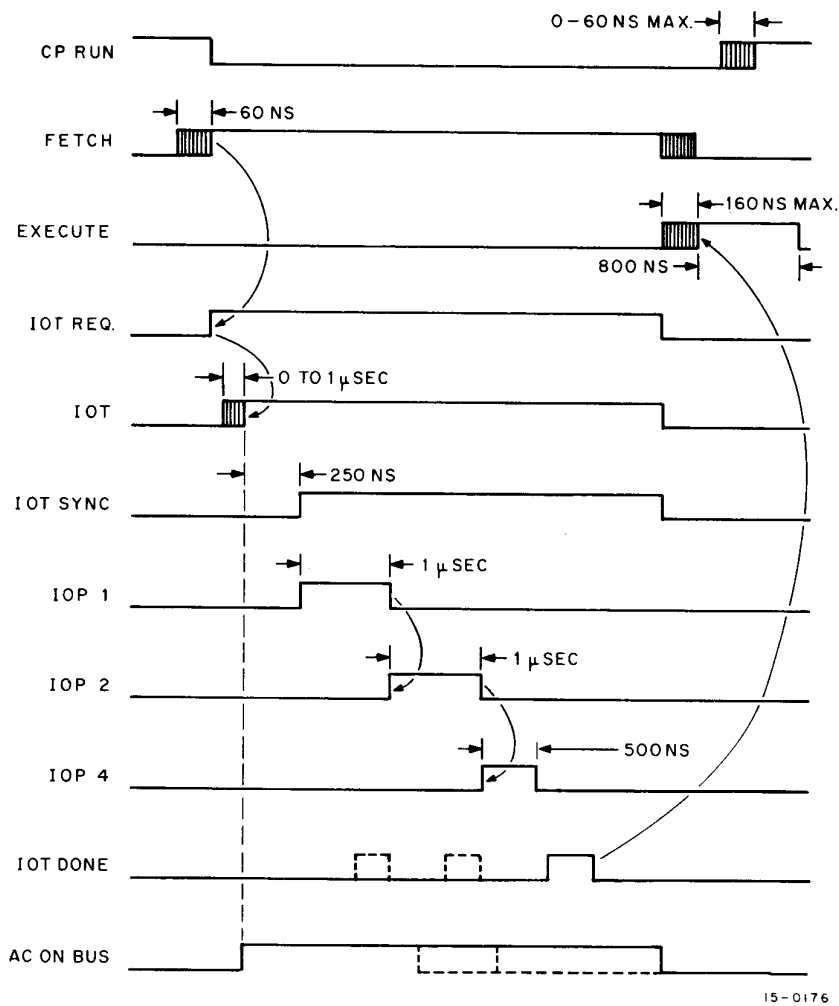 0-60 NS MAX.
CP RUN
60 NS
FETCH
160 NS MAX.
EXECUTE
800 NS
IOT REQ.
0 TO 1 μSEC
IOT
250 NS
IOT SYNC
1 μSEC
IOP 1
1 μSEC
IOP 2
500 NS
IOP 4
IOT DONE
AC ON BUS
15-0176